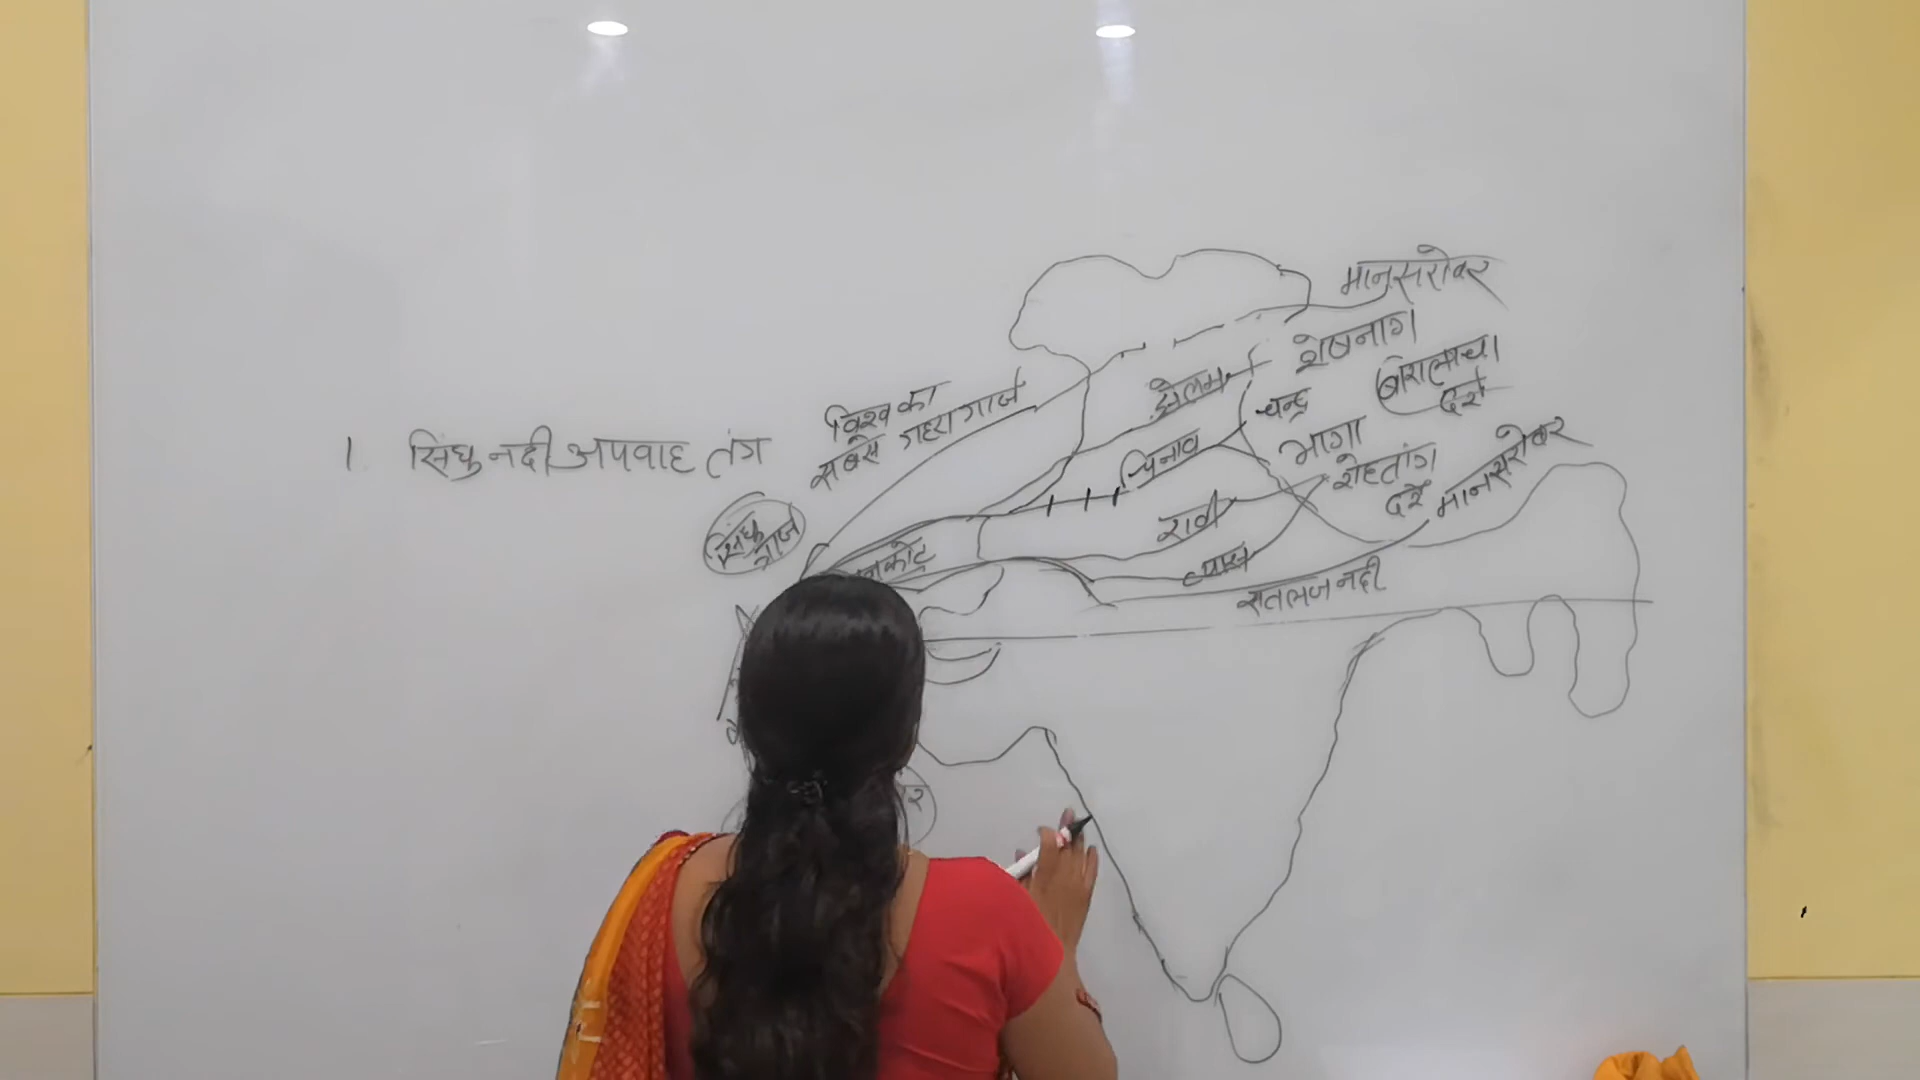 1. सिंधु नदी अपवाह तंग
विश्व का
सबसे गहरा गार्ज
सिंधु
गार्ज
मानसरोवर
शेषनाग
झेलम
बारालाचा
दर्रा
चन्द्र
भागा
चिनाव
रोहतांग
दर्रे
मानसरोवर
रावी
व्यास
सतलज नदी